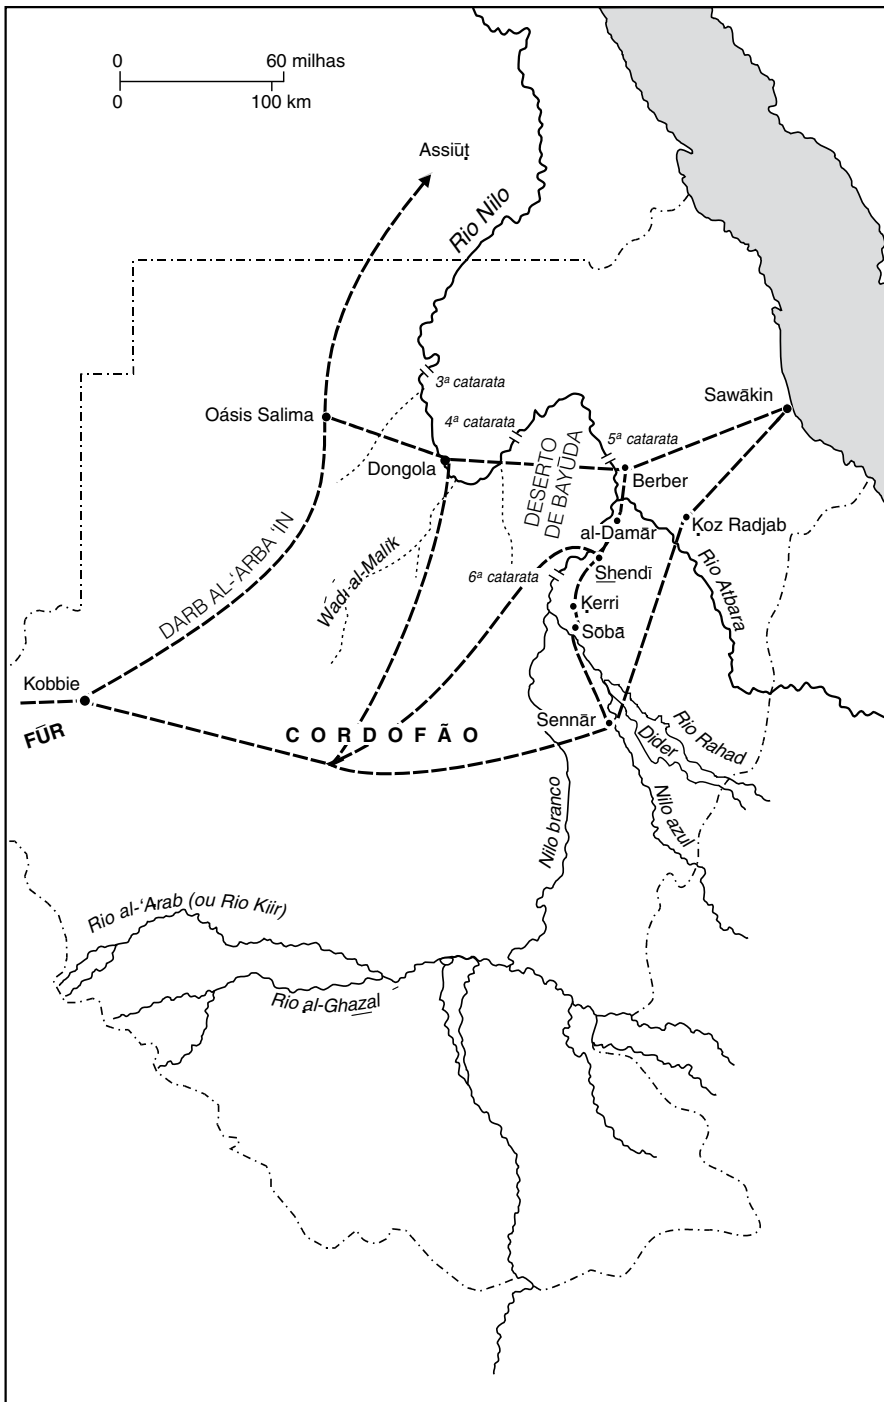 0 60 milhas
0 100 km
Assiūṭ
Rio Nilo
3ª catarata
Sawākin
Oásis Salima
4ª catarata
5ª catarata
Dongola
DESERTO
DE BAYŪDA
Berber
DARB AL-‘ARBA ‘IN
al-Damār
Ḳoz Radjab
Wadi al-Malik
6ª catarata
Shendī
Rio Atbara
Ḳerri
Sōbā
Kobbie
FŪR
CORDOFÃO
Sennār
Rio Rahad
Dider
Nilo branco
Nilo azul
Rio al-‘Arab (ou Rio Kiir)
Rio al-Ghazal